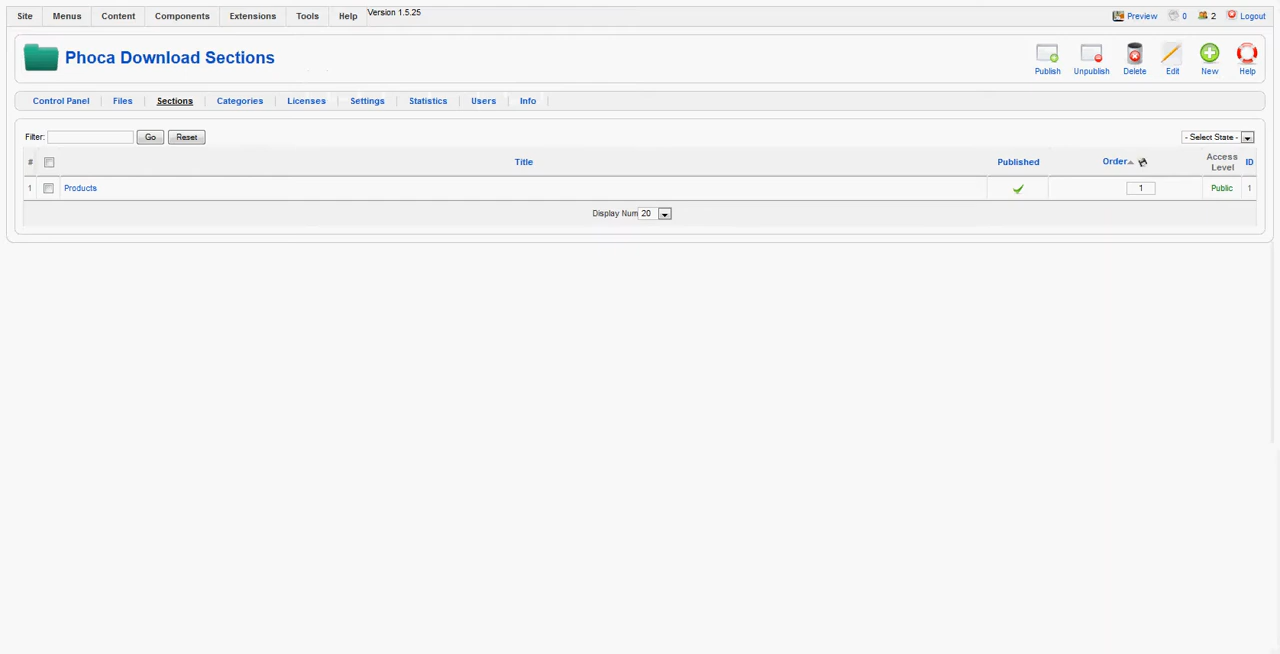 Site Menus Content Components Extensions Tools Help Version 1.5.25 Preview 0 2 Logout
Phoca Download Sections Publish Unpublish Delete Edit New Help
Control Panel Files Sections Categories Licenses Settings Statistics Users Info
Filter: Go Reset - Select State -
# Title Published Order Access Level ID
1 Products 1 Public 1
Display Num 20